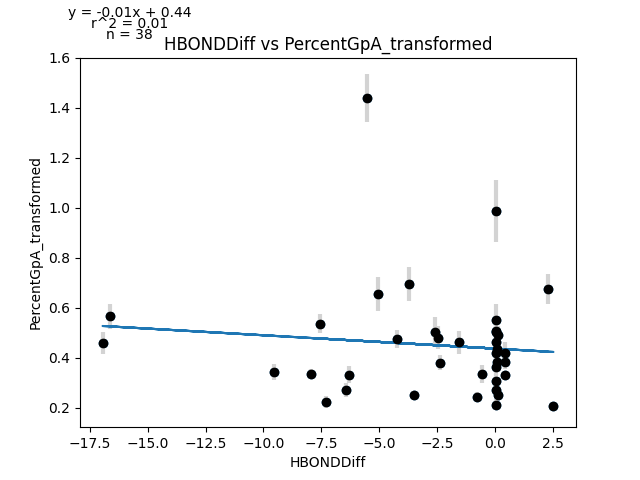 y = -0.01x + 0.44
r^2 = 0.01
n = 38
HBONDDiff vs PercentGpA_transformed
PercentGpA_transformed
1.6
1.4
1.2
1.0
0.8
0.6
0.4
0.2
−17.5 −15.0 −12.5 −10.0 −7.5 −5.0 −2.5 0.0 2.5
HBONDDiff